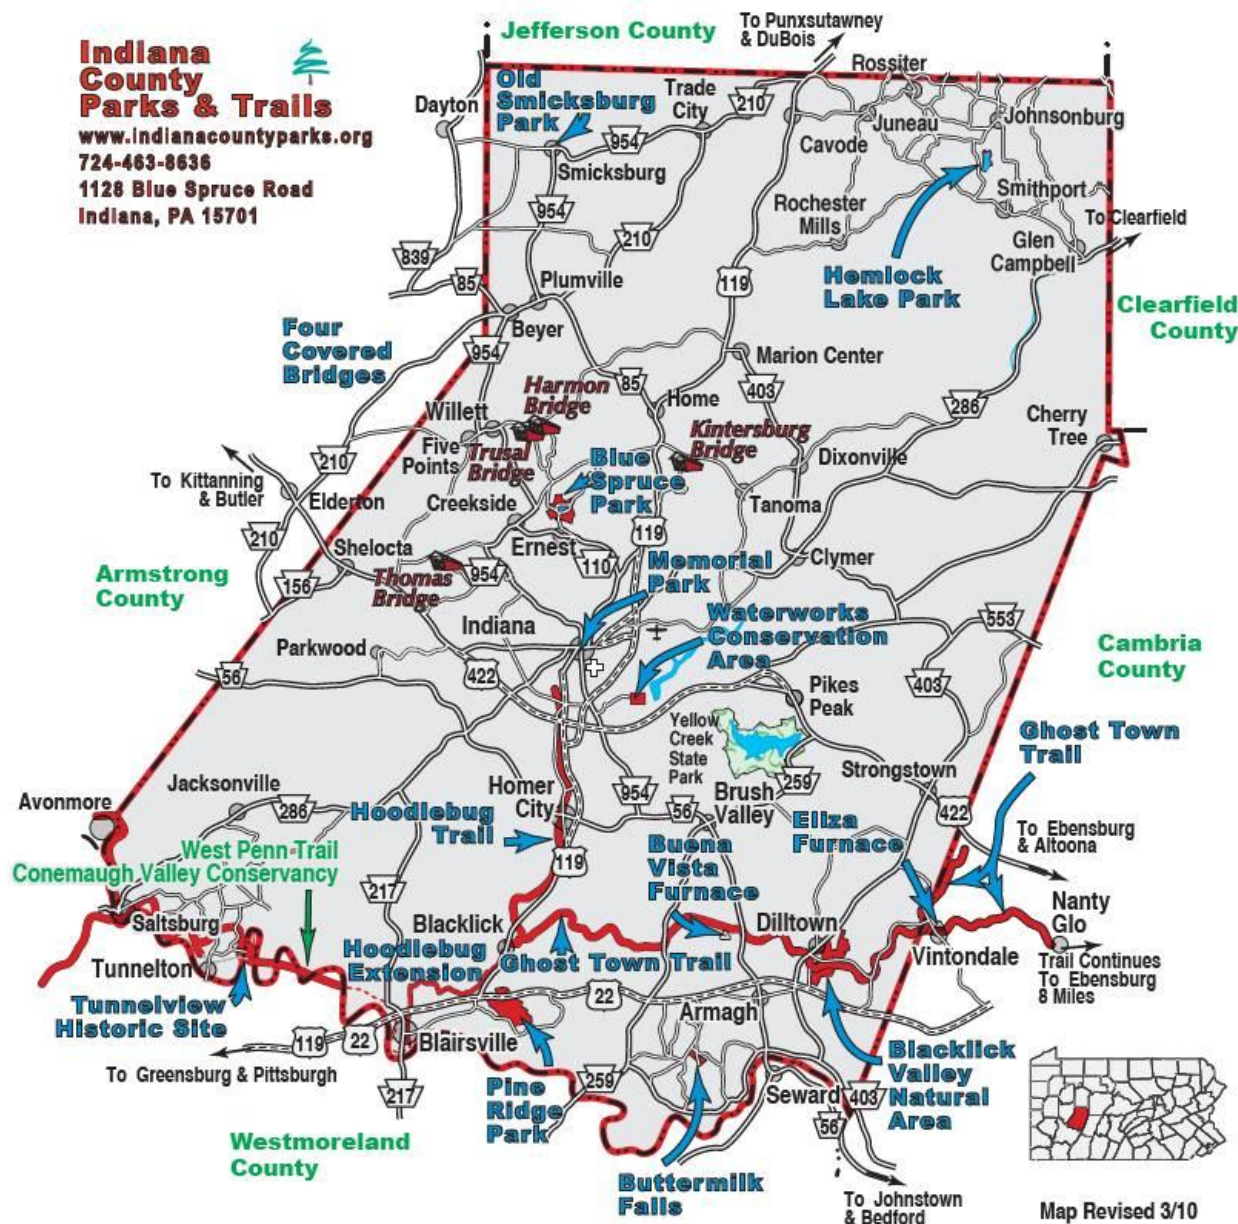 Indiana
County
Parks & Trails
www.indianacountyparks.org
724-463-8636
1128 Blue Spruce Road
Indiana, PA 15701
Jefferson County
To Punxsutawney
& DuBois
Rossiter
Old
Smicksburg
Park
Dayton
Trade
City
210
954
Smicksburg
Juneau
Johnsonburg
Cavode
Smithport
954
Rochester
Mills
To Clearfield
210
839
Glen
Campbell
85
Plumville
119
Hemlock
Lake Park
Clearfield
County
Beyer
Four
Covered
Bridges
954
Marion Center
Harmon
Bridge
85
403
Home
286
Willett
Cherry
Tree
Kintersburg
Bridge
Five
Points
Trusal
Bridge
Blue
Spruce
Park
Dixonville
210
To Kittanning
& Butler
Elderton
Creekside
Tanoma
119
210
Shelocta
Ernest
110
Memorial
Park
Clymer
Armstrong
County
156
Thomas
Bridge
954
Waterworks
Conservation
Area
Indiana
553
Parkwood
Cambria
County
56
422
403
Pikes
Peak
Yellow
Creek
State
Park
Ghost Town
Trail
259
Strongstown
Jacksonville
Homer
City
954
Brush
Valley
56
Avonmore
286
422
Hoodlebug
Trail
Eliza
Furnace
To Ebensburg
& Altoona
West Penn Trail
Conemaugh Valley Conservancy
119
Buena
Vista
Furnace
217
Nanty
Glo
Saltsburg
Blacklick
Dilltown
Hoodlebug
Extension
Ghost Town Trail
Vintondale
Trail Continues
To Ebensburg
8 Miles
Tunnelton
22
Tunnelview
Historic Site
Armagh
119
22
Blairsville
Blacklick
Valley
Natural
Area
To Greensburg & Pittsburgh
217
Pine
Ridge
Park
259
Seward
403
56
Westmoreland
County
Buttermilk
Falls
To Johnstown
& Bedford
Map Revised 3/10